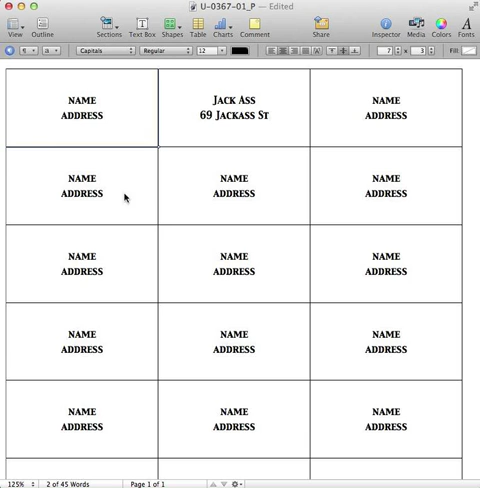 U-0367-01_P — Edited
View Outline Sections Text Box Shapes Table Charts Comment Share Inspector Media Colors Fonts
¶ a Capitals Regular 12 7 x 3 Fill:
NAME
ADDRESS
Jack Ass
69 Jackass St
NAME
ADDRESS
NAME
ADDRESS
NAME
ADDRESS
NAME
ADDRESS
NAME
ADDRESS
NAME
ADDRESS
NAME
ADDRESS
NAME
ADDRESS
NAME
ADDRESS
NAME
ADDRESS
NAME
ADDRESS
NAME
ADDRESS
NAME
ADDRESS
125% 2 of 45 Words Page 1 of 1